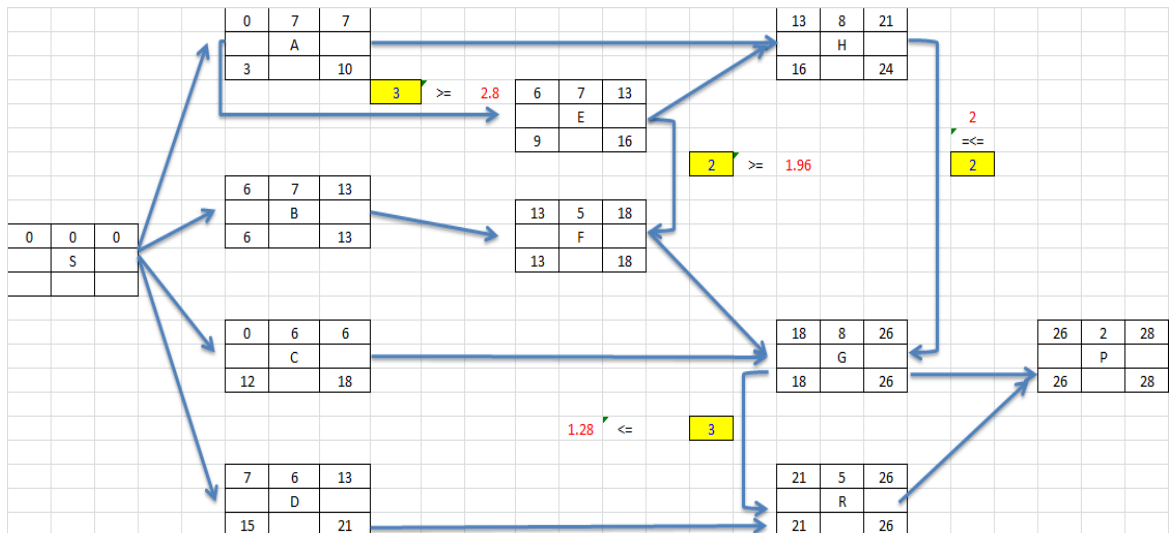 0 7 7 13 8 21
A H
3 10 16 24
3 >= 2.8 6 7 13
E 2
9 16 =<=
2 >= 1.96 2
6 7 13
B 13 5 18
0 0 0 6 13 F
S 13 18
0 6 6 18 8 26 26 2 28
C G P
12 18 18 26 26 28
1.28 <= 3
7 6 13 21 5 26
D R
15 21 21 26